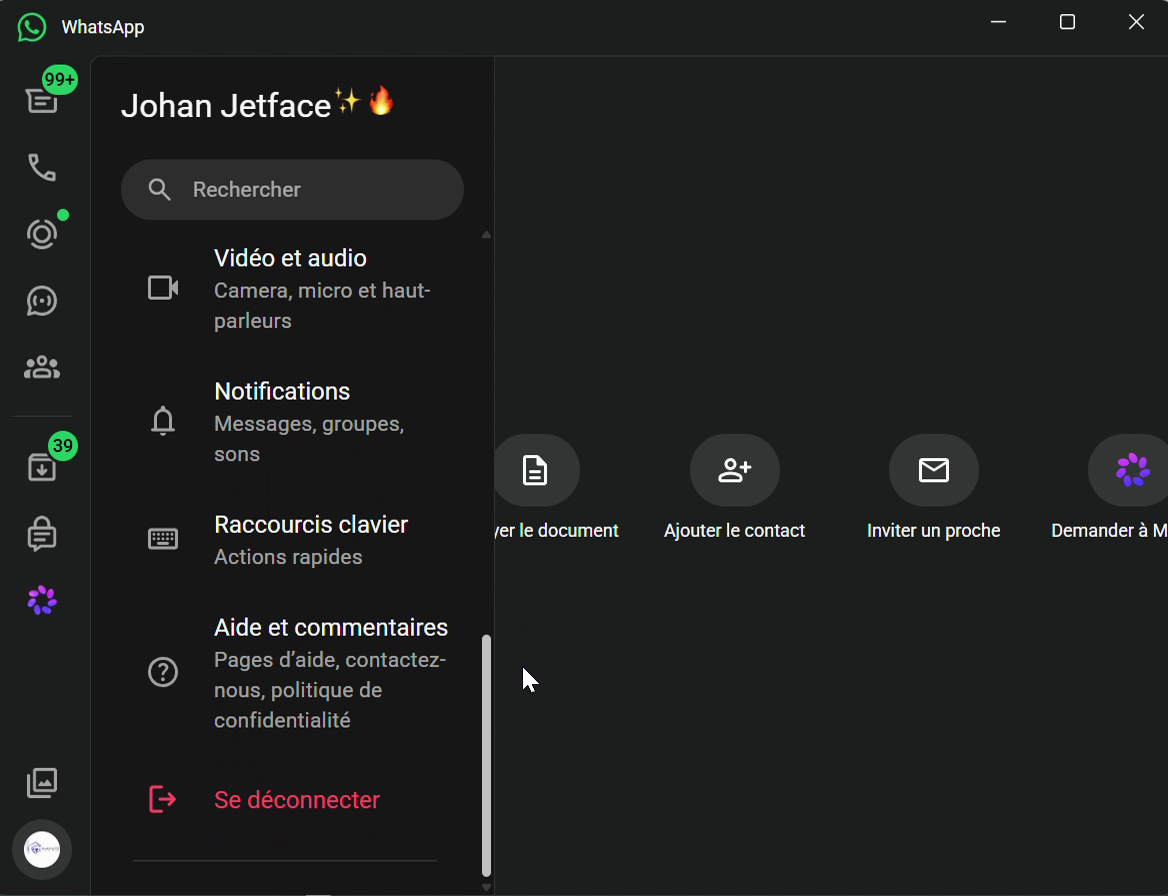 WhatsApp
99+
Johan Jetface✨🔥
Rechercher
Vidéo et audio
Camera, micro et haut-
parleurs
Notifications
Messages, groupes,
sons
Raccourcis clavier
Actions rapides
Aide et commentaires
Pages d’aide, contactez-
nous, politique de
confidentialité
Se déconnecter
39
yer le document
Ajouter le contact
Inviter un proche
Demander à M